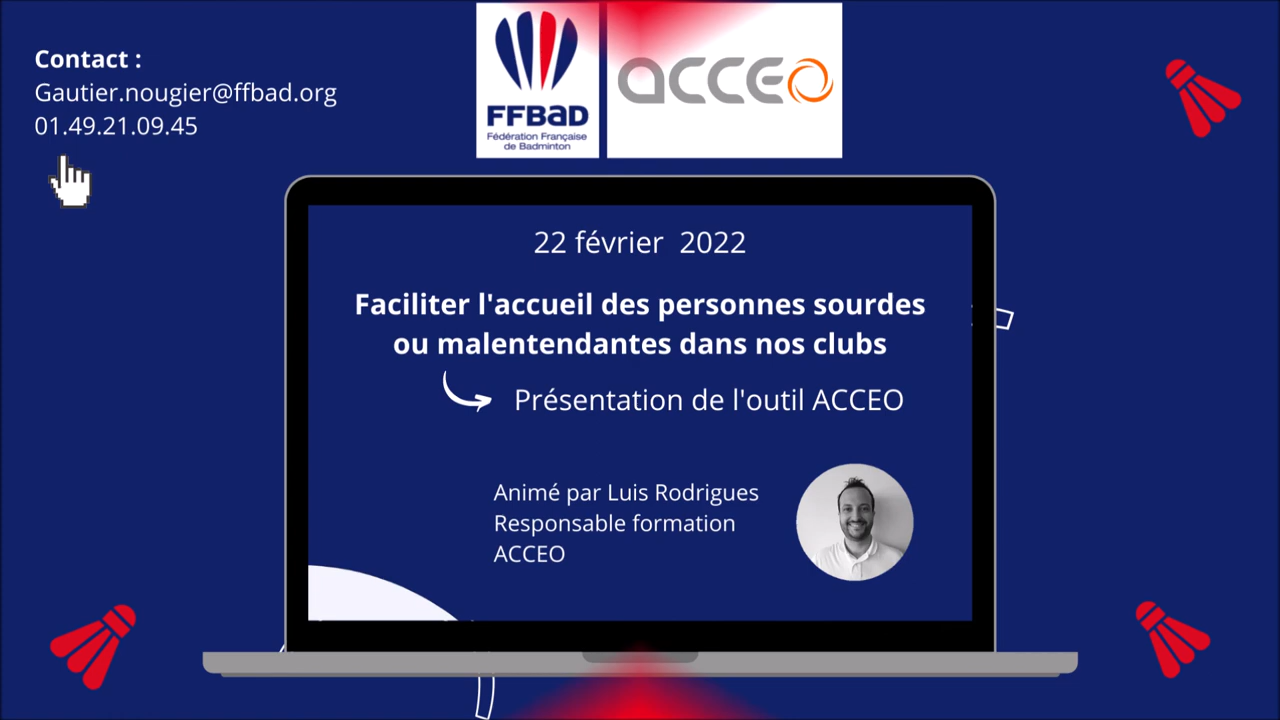 Contact :
Gautier.nougier@ffbad.org
01.49.21.09.45
FFBaD
Fédération Française
de Badminton
acceo
22 février 2022
Faciliter l'accueil des personnes sourdes
ou malentendantes dans nos clubs
Présentation de l'outil ACCEO
Animé par Luis Rodrigues
Responsable formation
ACCEO